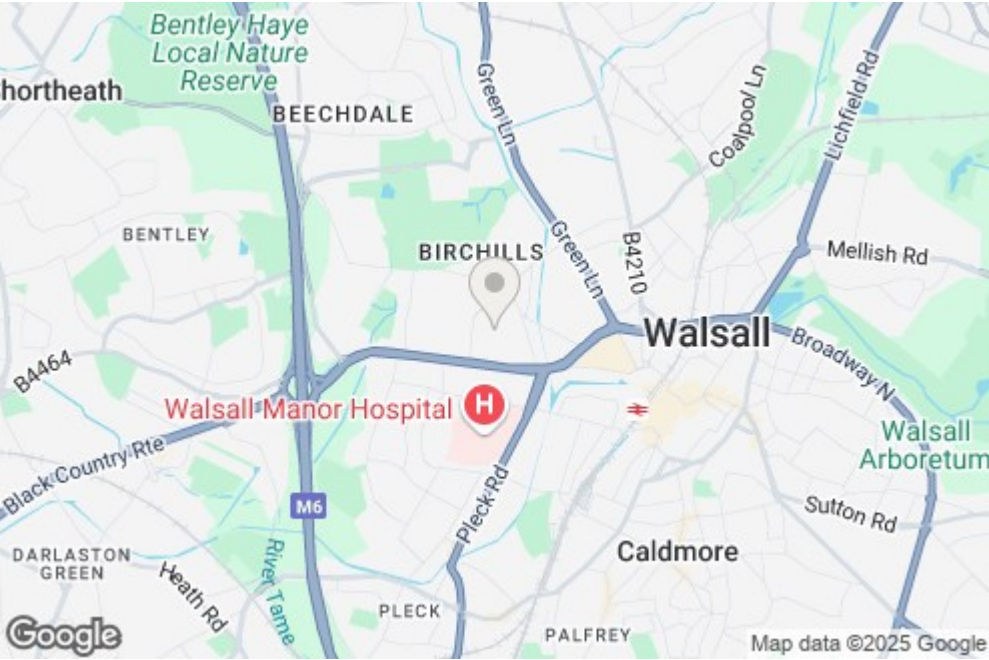 Bentley Haye
Local Nature
Reserve
hortheath
BEECHDALE
Green Ln
Coalpool Ln
Lichfield Rd
BENTLEY
BIRCHILLS
Green Ln
B4210
Mellish Rd
Walsall
Broadway N
B4464
Walsall Manor Hospital
H
Walsall
Arboretum
Black Country Rte
M6
Pleck Rd
Sutton Rd
DARLASTON
GREEN
Heath Rd
River Tame
Caldmore
PLECK
PALFREY
Google
Map data ©2025 Google